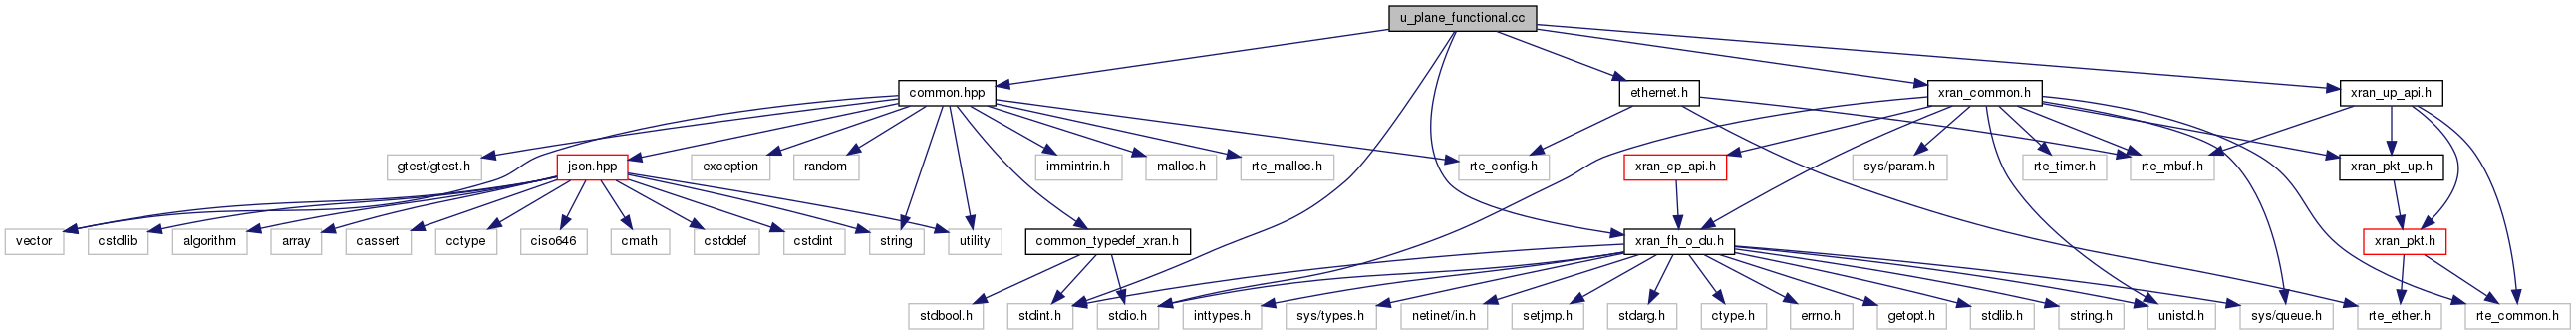 u_plane_functional.cc
common.hpp
ethernet.h
xran_common.h
xran_up_api.h
gtest/gtest.h
json.hpp
exception
random
immintrin.h
malloc.h
rte_malloc.h
rte_config.h
xran_cp_api.h
sys/param.h
rte_timer.h
rte_mbuf.h
xran_pkt_up.h
vector
cstdlib
algorithm
array
cassert
cctype
ciso646
cmath
cstddef
cstdint
string
utility
common_typedef_xran.h
xran_fh_o_du.h
xran_pkt.h
stdbool.h
stdint.h
stdio.h
inttypes.h
sys/types.h
netinet/in.h
setjmp.h
stdarg.h
ctype.h
errno.h
getopt.h
stdlib.h
string.h
unistd.h
sys/queue.h
rte_ether.h
rte_common.h